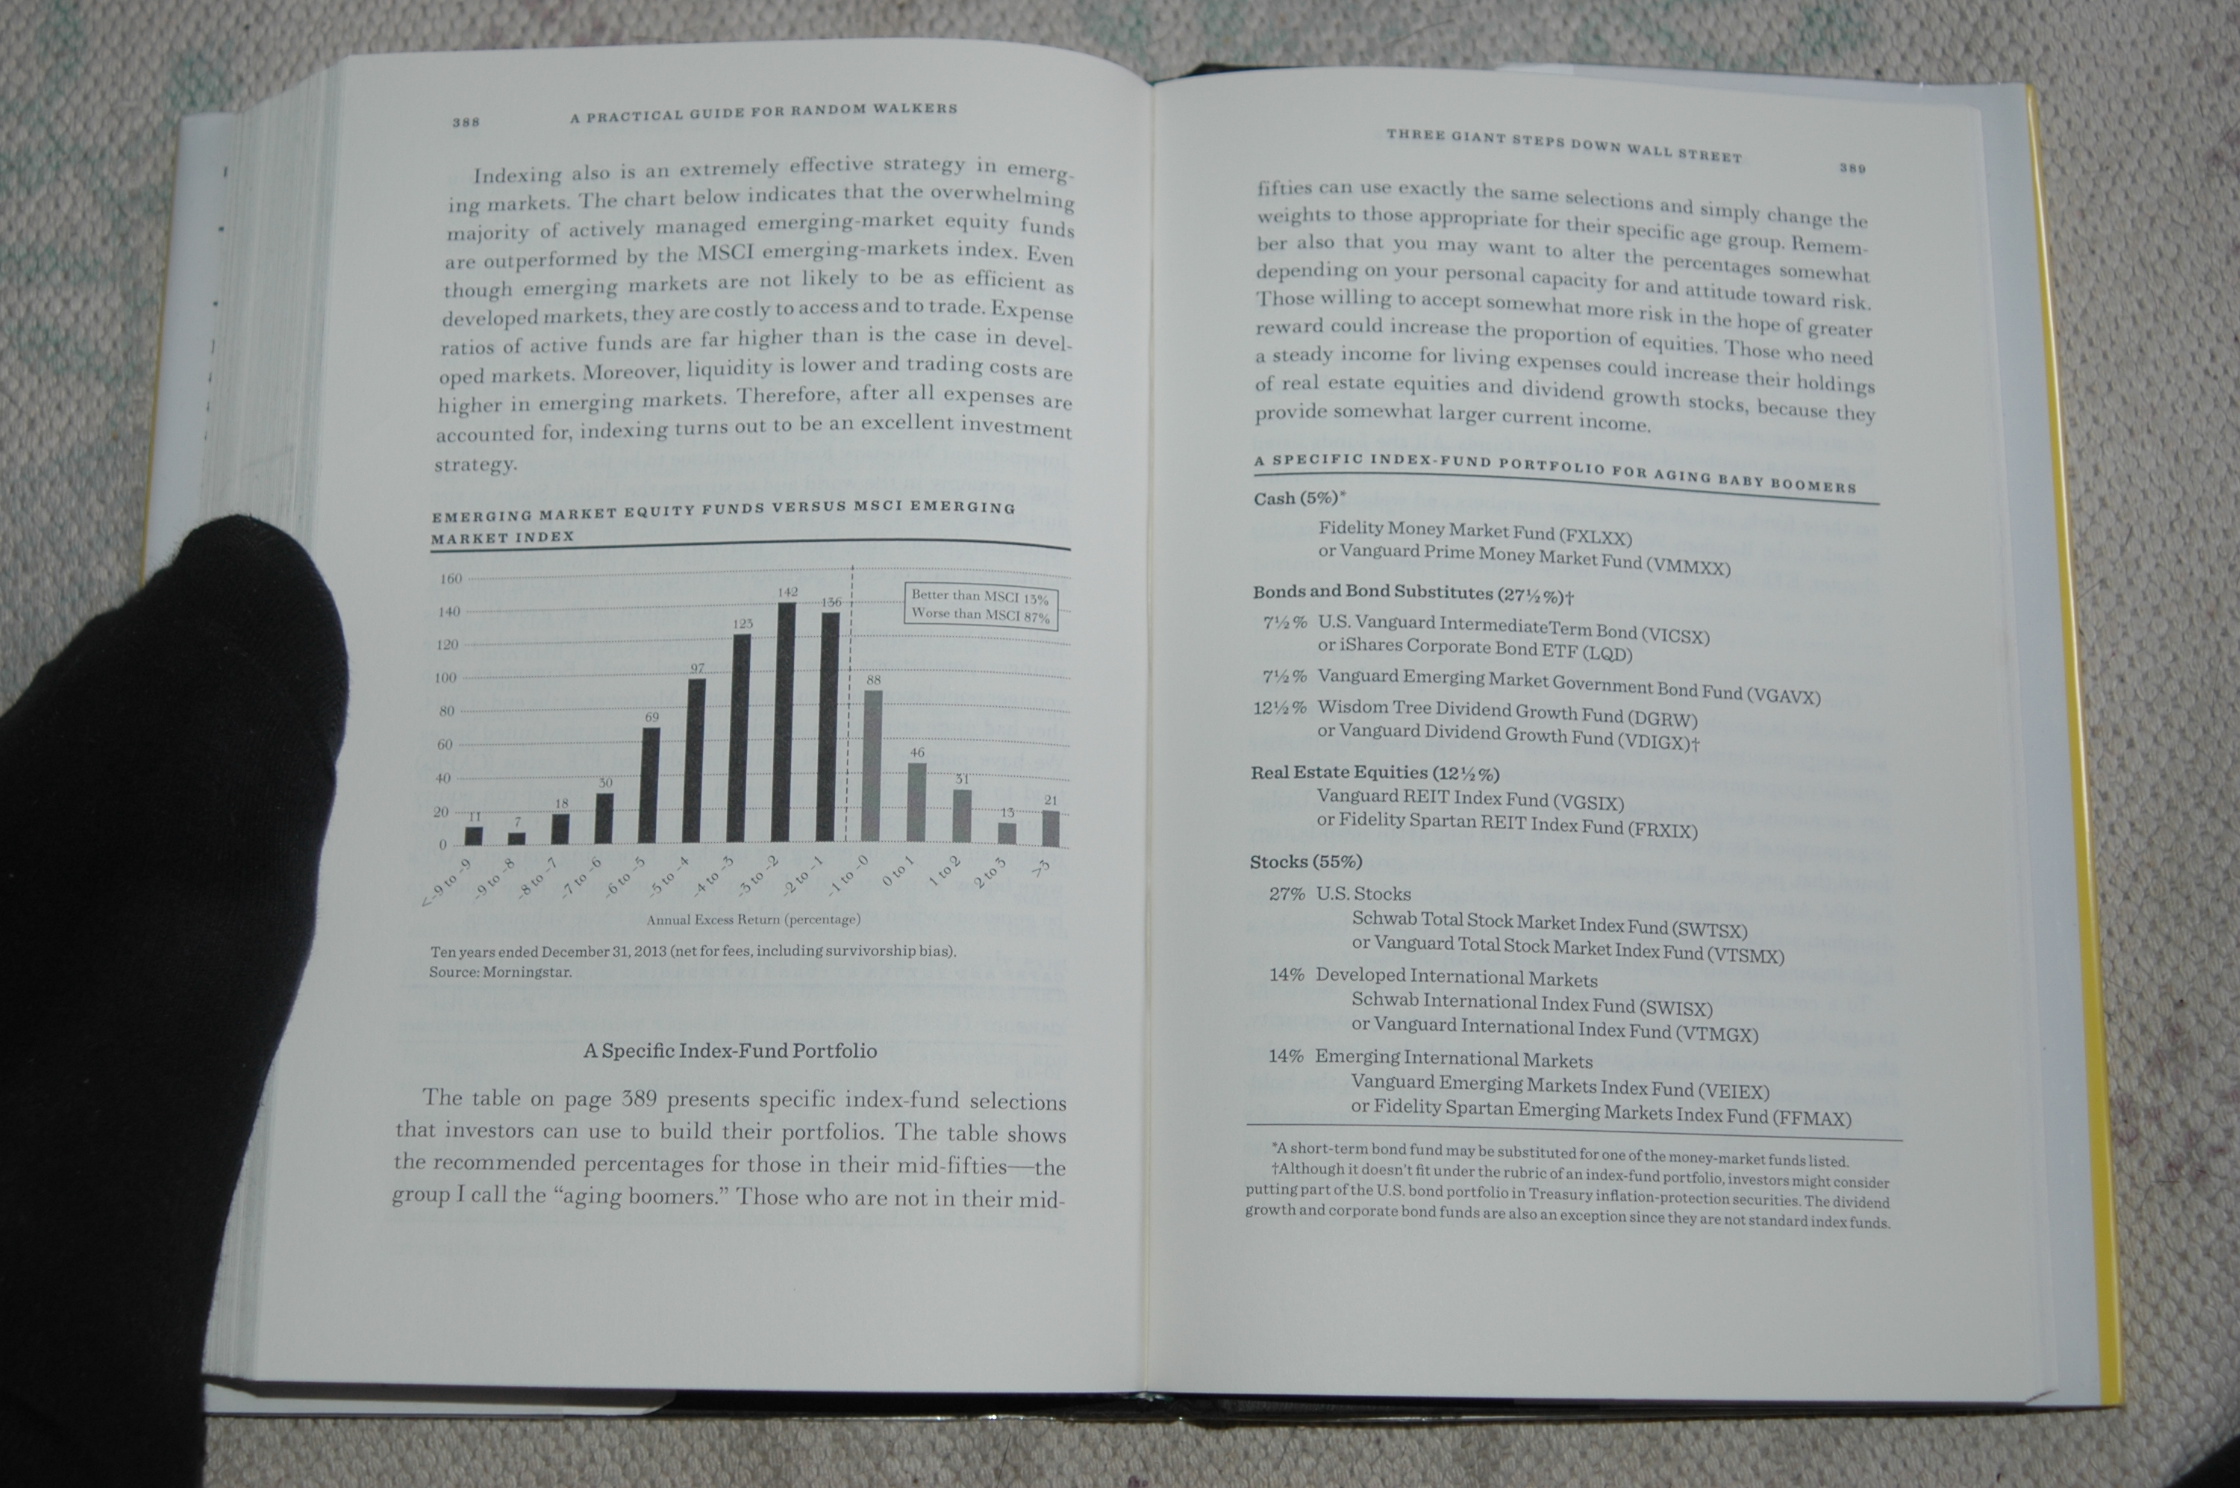 388
A PRACTICAL GUIDE FOR RANDOM WALKERS
Indexing also is an extremely effective strategy in emerg-
ing markets. The chart below indicates that the overwhelming
majority of actively managed emerging-market equity funds
are outperformed by the MSCI emerging-markets index. Even
though emerging markets are not likely to be as efficient as
developed markets, they are costly to access and to trade. Expense
ratios of active funds are far higher than is the case in devel-
oped markets. Moreover, liquidity is lower and trading costs are
higher in emerging markets. Therefore, after all expenses are
accounted for, indexing turns out to be an excellent investment
strategy.
EMERGING MARKET EQUITY FUNDS VERSUS MSCI EMERGING
MARKET INDEX
Better than MSCI 13%
Worse than MSCI 87%
160
140
120
100
80
60
40
20
0
11
7
18
30
69
97
123
142
136
88
46
31
13
21
-9 to -8
-8 to -7
-7 to -6
-6 to -5
-5 to -4
-4 to -3
-3 to -2
-2 to -1
-1 to -0
0 to 1
1 to 2
2 to 3
Annual Excess Return (percentage)
Ten years ended December 31, 2013 (net for fees, including survivorship bias).
Source: Morningstar.
A Specific Index-Fund Portfolio
The table on page 389 presents specific index-fund selections
that investors can use to build their portfolios. The table shows
the recommended percentages for those in their mid-fifties—the
group I call the “aging boomers.” Those who are not in their mid-
THREE GIANT STEPS DOWN WALL STREET
389
fifties can use exactly the same selections and simply change the
weights to those appropriate for their specific age group. Remem-
ber also that you may want to alter the percentages somewhat
depending on your personal capacity for and attitude toward risk.
Those willing to accept somewhat more risk in the hope of greater
reward could increase the proportion of equities. Those who need
a steady income for living expenses could increase their holdings
of real estate equities and dividend growth stocks, because they
provide somewhat larger current income.
A SPECIFIC INDEX-FUND PORTFOLIO FOR AGING BABY BOOMERS
Cash (5%)*
Fidelity Money Market Fund (FXLXX)
or Vanguard Prime Money Market Fund (VMMXX)
Bonds and Bond Substitutes (27½%)†
7½% U.S. Vanguard IntermediateTerm Bond (VICSX)
or iShares Corporate Bond ETF (LQD)
7½% Vanguard Emerging Market Government Bond Fund (VGAVX)
12½% Wisdom Tree Dividend Growth Fund (DGRW)
or Vanguard Dividend Growth Fund (VDIGX)†
Real Estate Equities (12½%)
Vanguard REIT Index Fund (VGSIX)
or Fidelity Spartan REIT Index Fund (FRXIX)
Stocks (55%)
27% U.S. Stocks
Schwab Total Stock Market Index Fund (SWTSX)
or Vanguard Total Stock Market Index Fund (VTSMX)
14% Developed International Markets
Schwab International Index Fund (SWISX)
or Vanguard International Index Fund (VTMGX)
14% Emerging International Markets
Vanguard Emerging Markets Index Fund (VEIEX)
or Fidelity Spartan Emerging Markets Index Fund (FFMAX)
*A short-term bond fund may be substituted for one of the money-market funds listed.
†Although it doesn't fit under the rubric of an index-fund portfolio, investors might consider
putting part of the U.S. bond portfolio in Treasury inflation-protection securities. The dividend
growth and corporate bond funds are also an exception since they are not standard index funds.